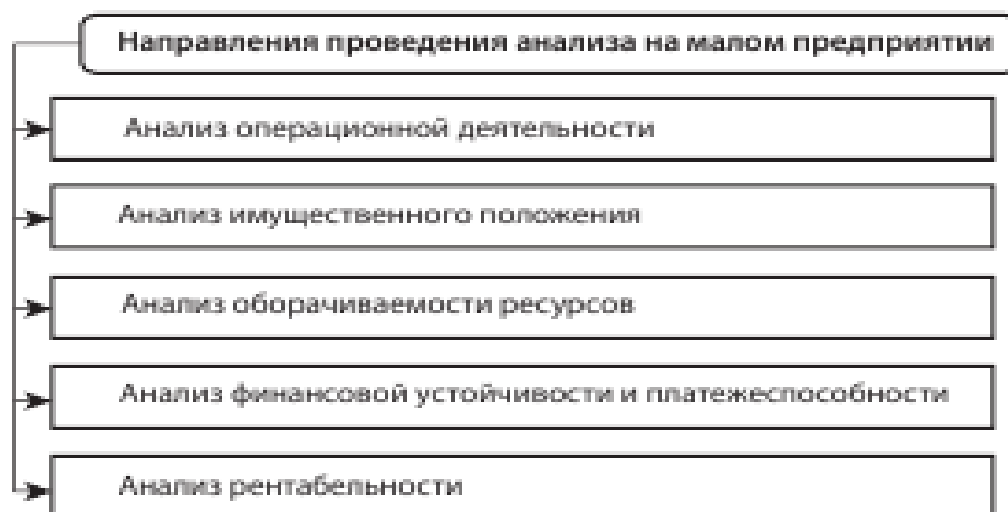 Направления проведения анализа на малом предприятии
Анализ операционной деятельности
Анализ имущественного положения
Анализ оборачиваемости ресурсов
Анализ финансовой устойчивости и платежеспособности
Анализ рентабельности